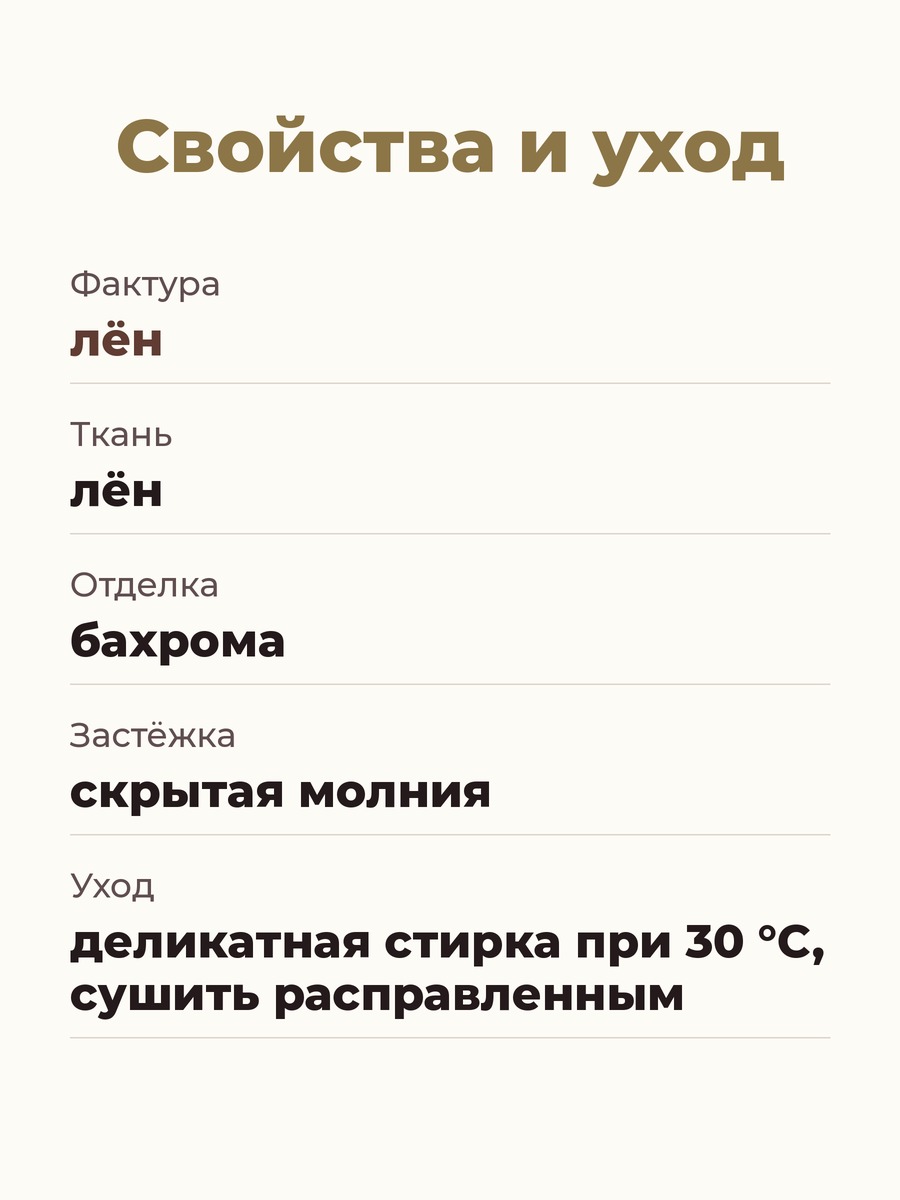 Свойства и уход
Фактура
лён
Ткань
лён
Отделка
бахрома
Застёжка
скрытая молния
Уход
деликатная стирка при 30 °C,
сушить расправленным